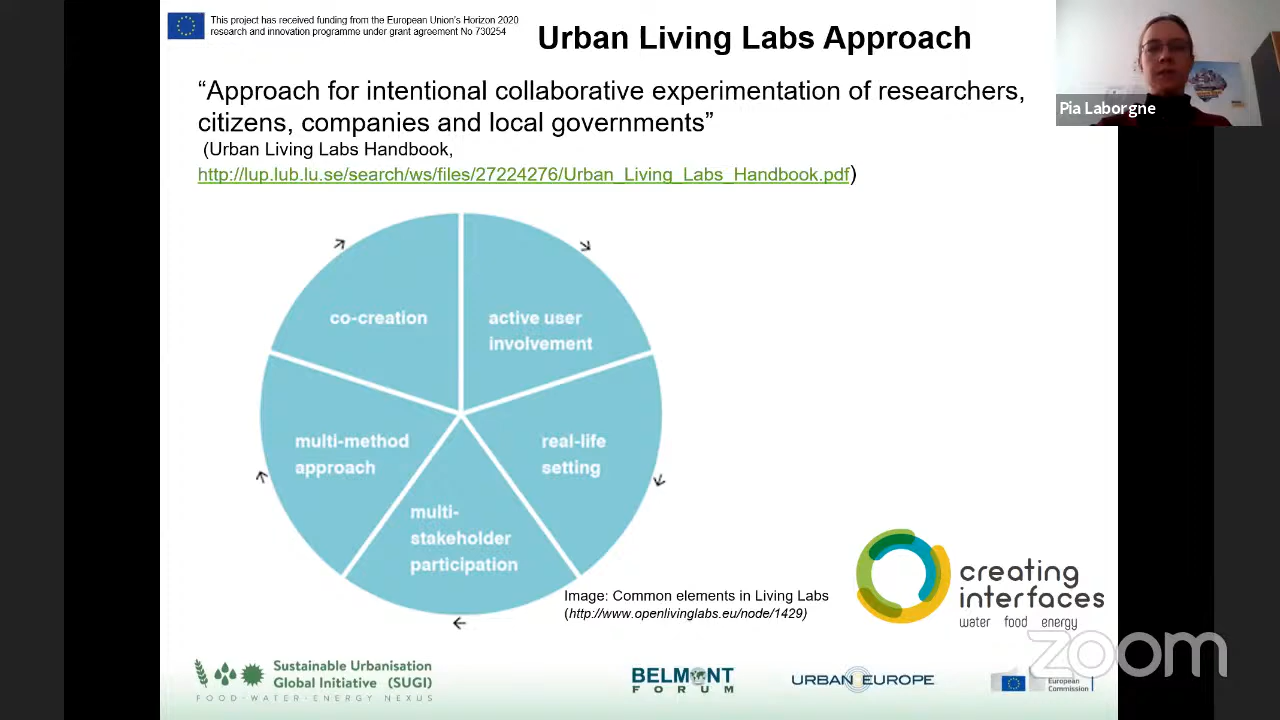 This project has received funding from the European Union's Horizon 2020
research and innovation programme under grant agreement No 730254
Urban Living Labs Approach
“Approach for intentional collaborative experimentation of researchers,
citizens, companies and local governments”
(Urban Living Labs Handbook,
http://lup.lub.lu.se/search/ws/files/27224276/Urban_Living_Labs_Handbook.pdf)
Pia Laborgne
co-creation
active user
involvement
multi-method
approach
real-life
setting
multi-
stakeholder
participation
Image: Common elements in Living Labs
(http://www.openlivinglabs.eu/node/1429)
creating
interfaces
water food energy
zoom
Sustainable Urbanisation
Global Initiative (SUGI)
FOOD-WATER-ENERGY NEXUS
BELMONT
FORUM
URBAN EUROPE
European
Commission